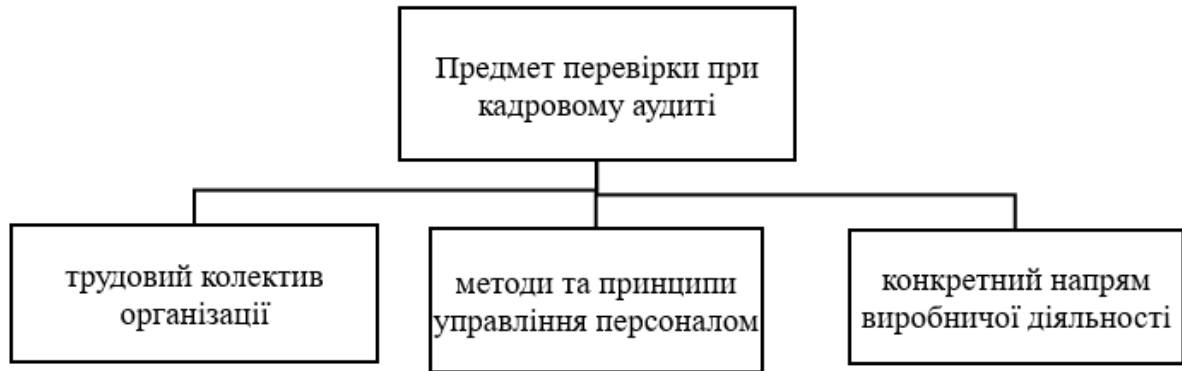 Предмет перевірки при
кадровому аудиті
трудовий колектив
організації
методи та принципи
управління персоналом
конкретний напрям
виробничої діяльності